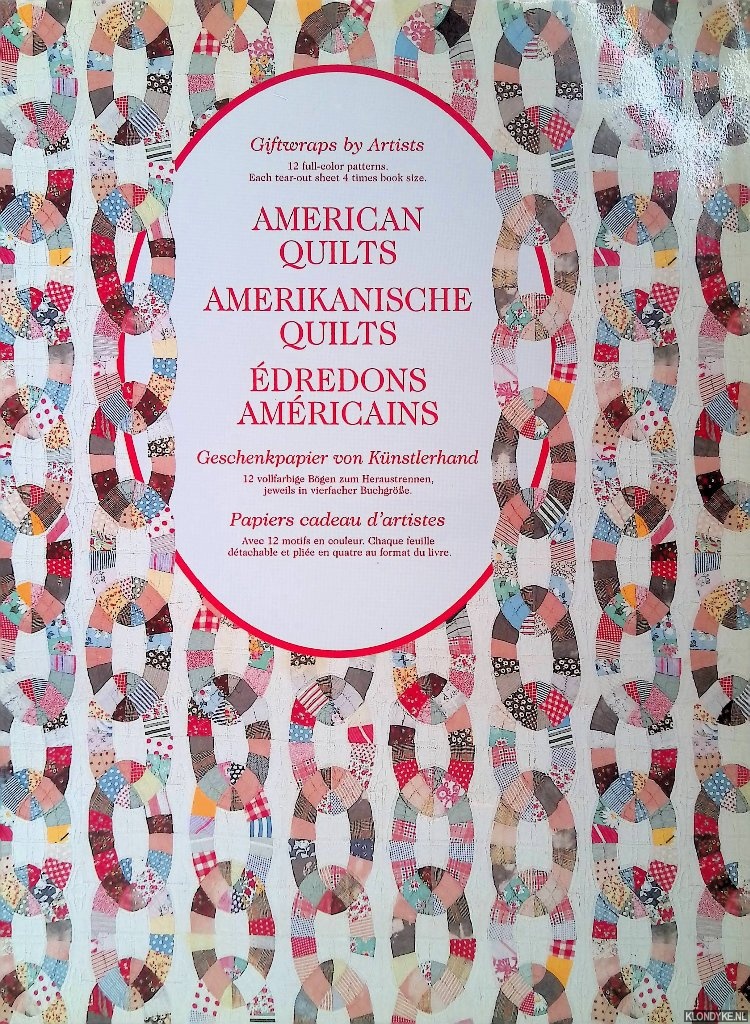 Giftwraps by Artists
12 full-color patterns.
Each tear-out sheet 4 times book size.
AMERICAN
QUILTS
AMERIKANISCHE
QUILTS
ÉDREDONS
AMÉRICAINS
Geschenkpapier von Künstlerhand
12 vollfarbige Bögen zum Heraustrennen,
jeweils in vierfacher Buchgröße.
Papiers cadeau d'artistes
Avec 12 motifs en couleur. Chaque feuille
détachable et pliée en quatre au format du livre.
KLONDYKE.NL